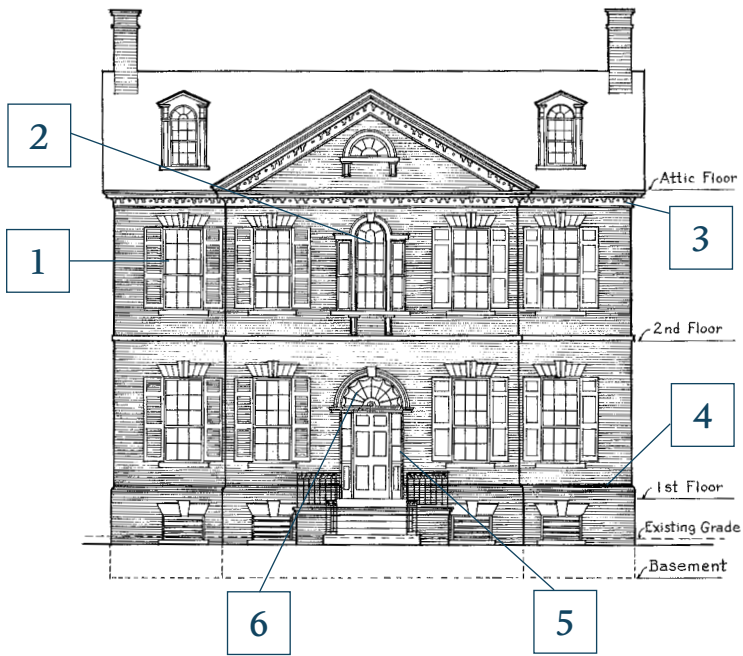 2
Attic Floor
3
1
2nd Floor
4
1st Floor
Existing Grade
Basement
6
5